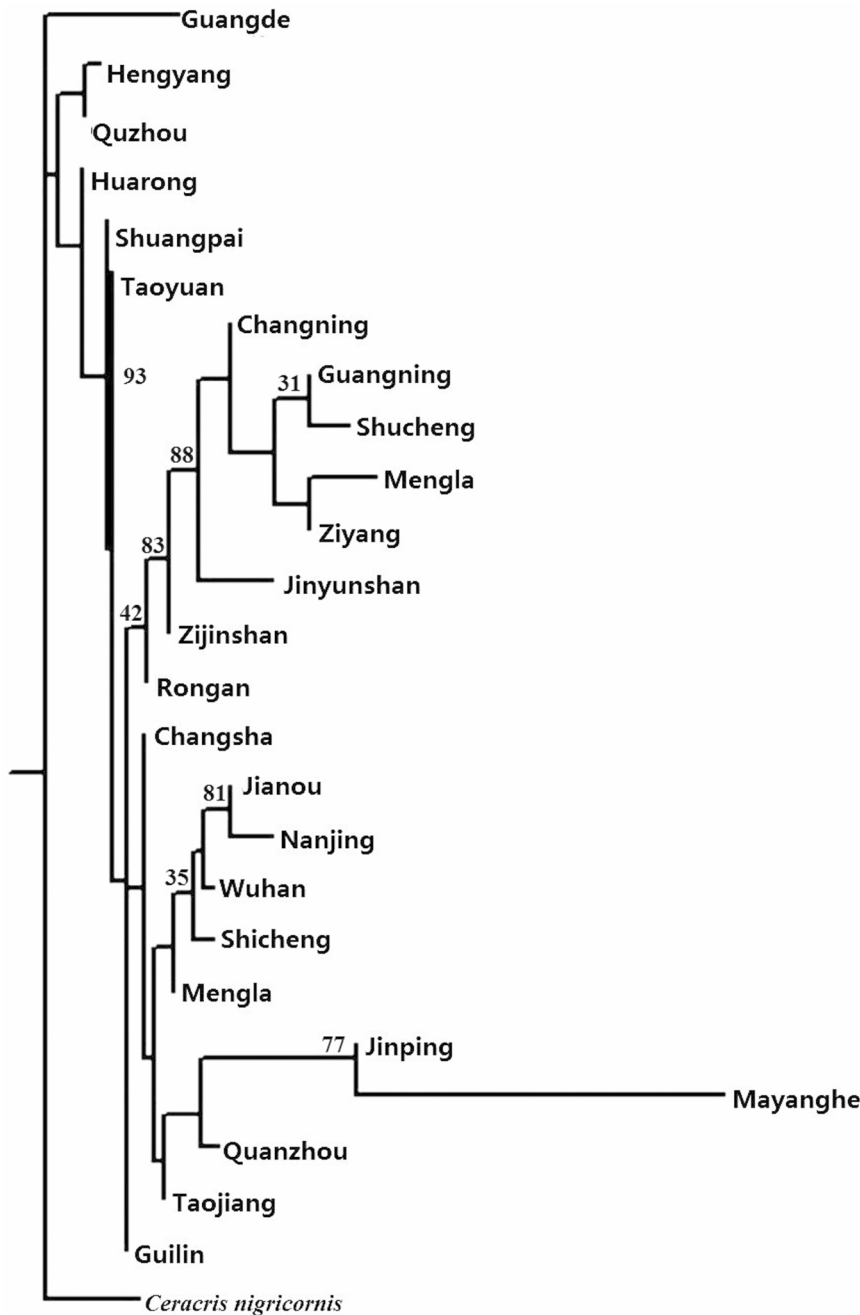 Guangde
Hengyang
Quzhou
Huarong
Shuangpai
Taoyuan
Changning
93
31
Guangning
Shucheng
88
Mengla
Ziyang
83
Jinyunshan
42
Zijinshan
Rongan
Changsha
81
Jianou
Nanjing
35
Wuhan
Shicheng
Mengla
77
Jinping
Mayanghe
Quanzhou
Taojiang
Guilin
Ceracris nigricornis